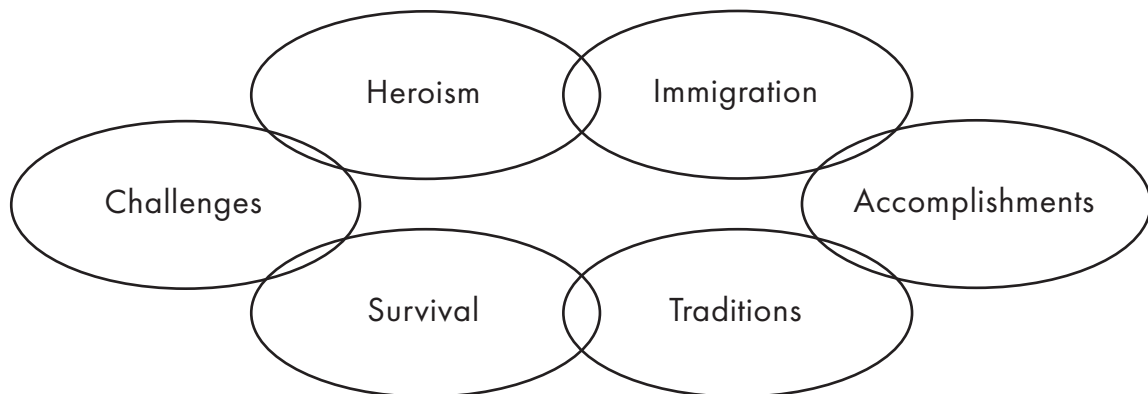 Heroism
Immigration
Challenges
Accomplishments
Survival
Traditions